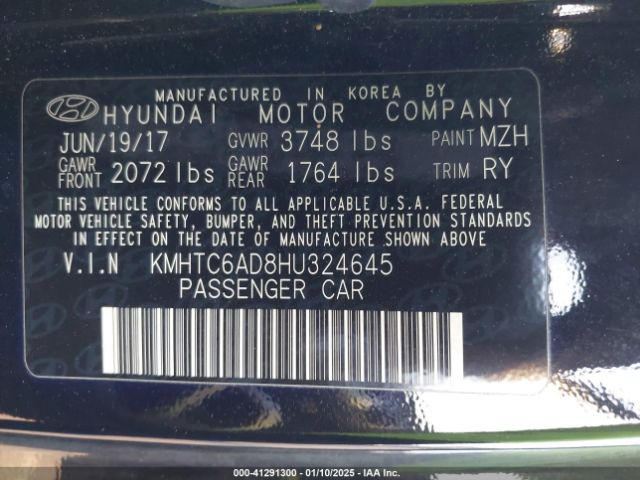 MANUFACTURED IN KOREA BY
HYUNDAI MOTOR COMPANY
JUN/19/17 GVWR 3748 lbs PAINT MZH
GAWR FRONT 2072 lbs GAWR REAR 1764 lbs TRIM RY
THIS VEHICLE CONFORMS TO ALL APPLICABLE U.S.A. FEDERAL
MOTOR VEHICLE SAFETY, BUMPER, AND THEFT PREVENTION STANDARDS
IN EFFECT ON THE DATE OF MANUFACTURE SHOWN ABOVE.
V.I.N KMHTC6AD8HU324645
PASSENGER CAR
000-41291300 - 01/10/2025 - IAA Inc.